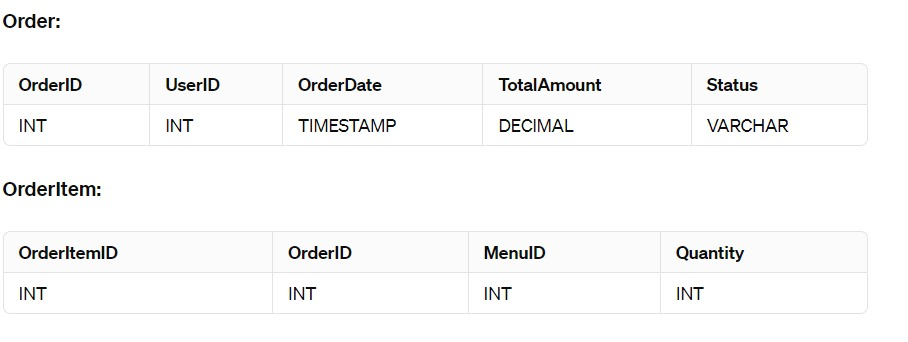 Order:
OrderID UserID OrderDate TotalAmount Status
INT INT TIMESTAMP DECIMAL VARCHAR
OrderItem:
OrderItemID OrderID MenuID Quantity
INT INT INT INT